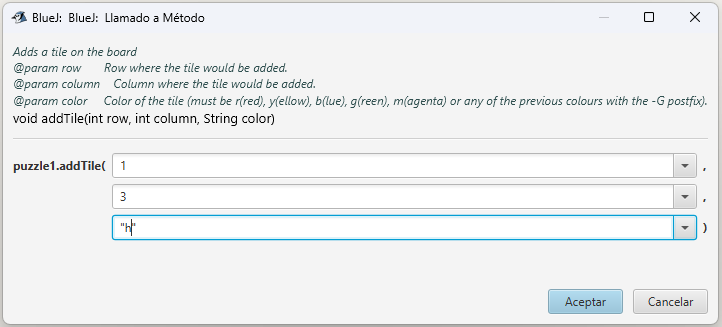 BlueJ: BlueJ: Llamado a Método
Adds a tile on the board
@param row Row where the tile would be added.
@param column Column where the tile would be added.
@param color Color of the tile (must be r(red), y(ellow), b(lue), g(reen), m(agenta) or any of the previous colours with the -G postfix).
void addTile(int row, int column, String color)
puzzle1.addTile( 1 ,
3 ,
"h" )
Aceptar Cancelar